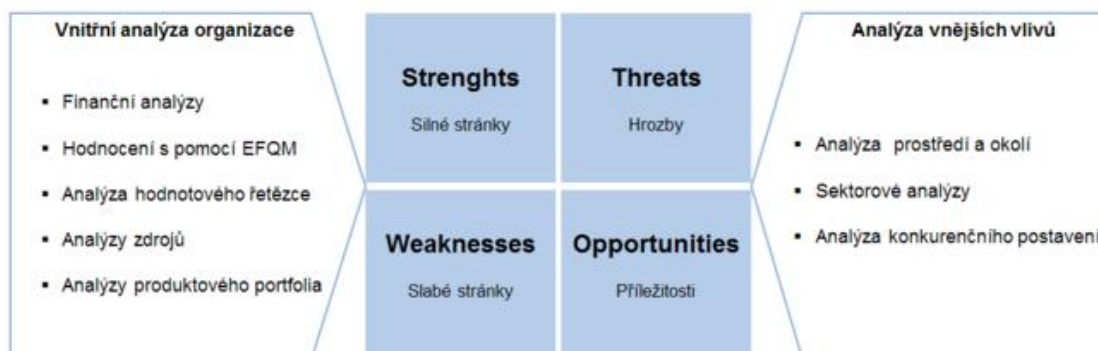 Vnitřní analýza organizace
▪ Finanční analýzy
▪ Hodnocení s pomocí EFQM
▪ Analýza hodnotového řetězce
▪ Analýzy zdrojů
▪ Analýzy produktového portfolia
Strenghts
Silné stránky
Threats
Hrozby
Weaknesses
Slabé stránky
Opportunities
Příležitosti
Analýza vnějších vlivů
▪ Analýza prostředí a okolí
▪ Sektorové analýzy
▪ Analýza konkurenčního postavení